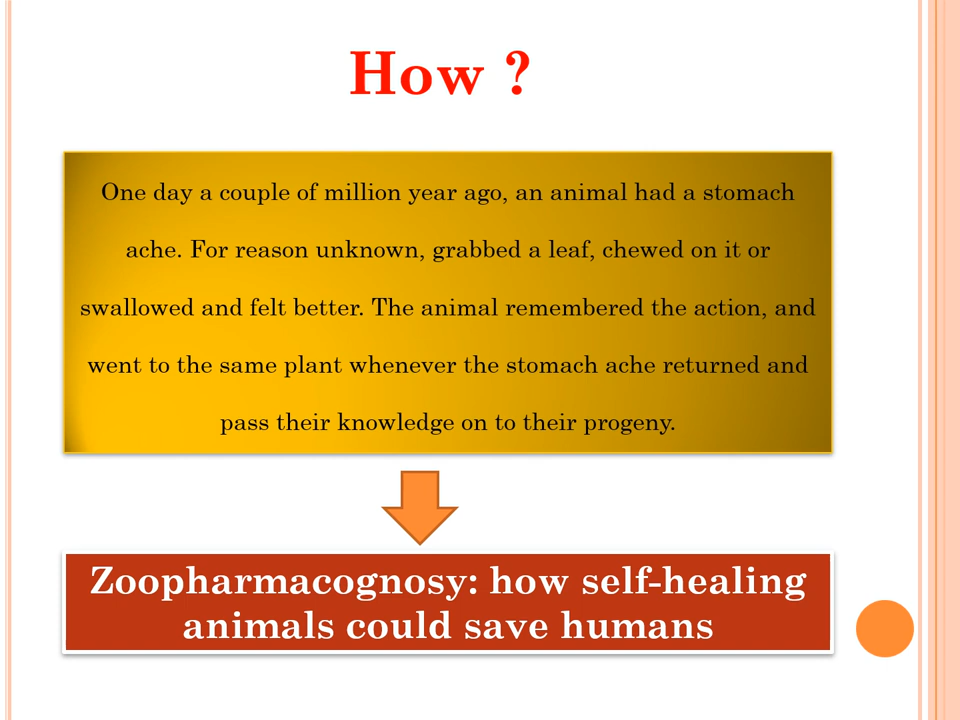 How ?
One day a couple of million year ago, an animal had a stomach
ache. For reason unknown, grabbed a leaf, chewed on it or
swallowed and felt better. The animal remembered the action, and
went to the same plant whenever the stomach ache returned and
pass their knowledge on to their progeny.
Zoopharmacognosy: how self-healing
animals could save humans